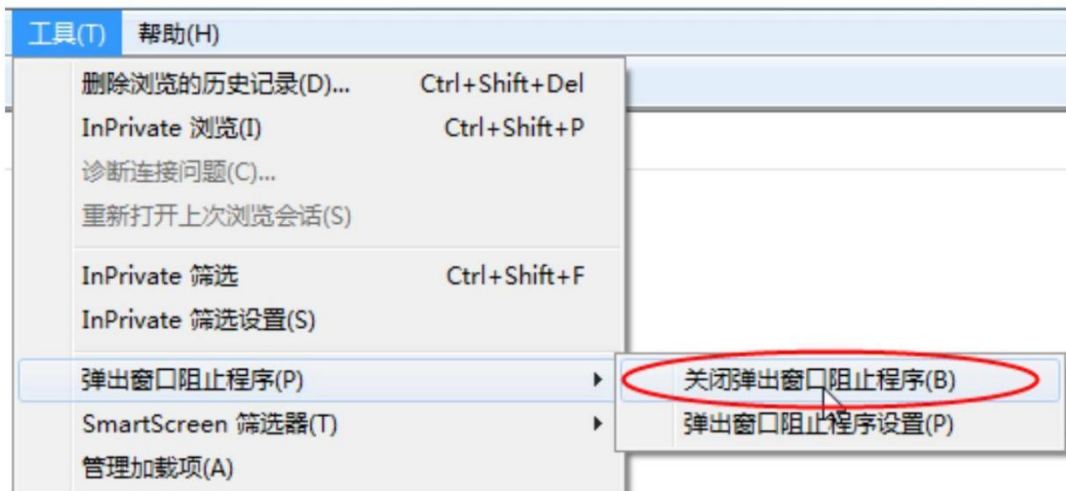 工具(T) 帮助(H)
删除浏览的历史记录(D)... Ctrl+Shift+Del
InPrivate 浏览(I) Ctrl+Shift+P
诊断连接问题(C)...
重新打开上次浏览会话(S)
InPrivate 筛选 Ctrl+Shift+F
InPrivate 筛选设置(S)
弹出窗口阻止程序(P) 关闭弹出窗口阻止程序(B)
SmartScreen 筛选器(T) 弹出窗口阻止程序设置(P)
管理加载项(A)